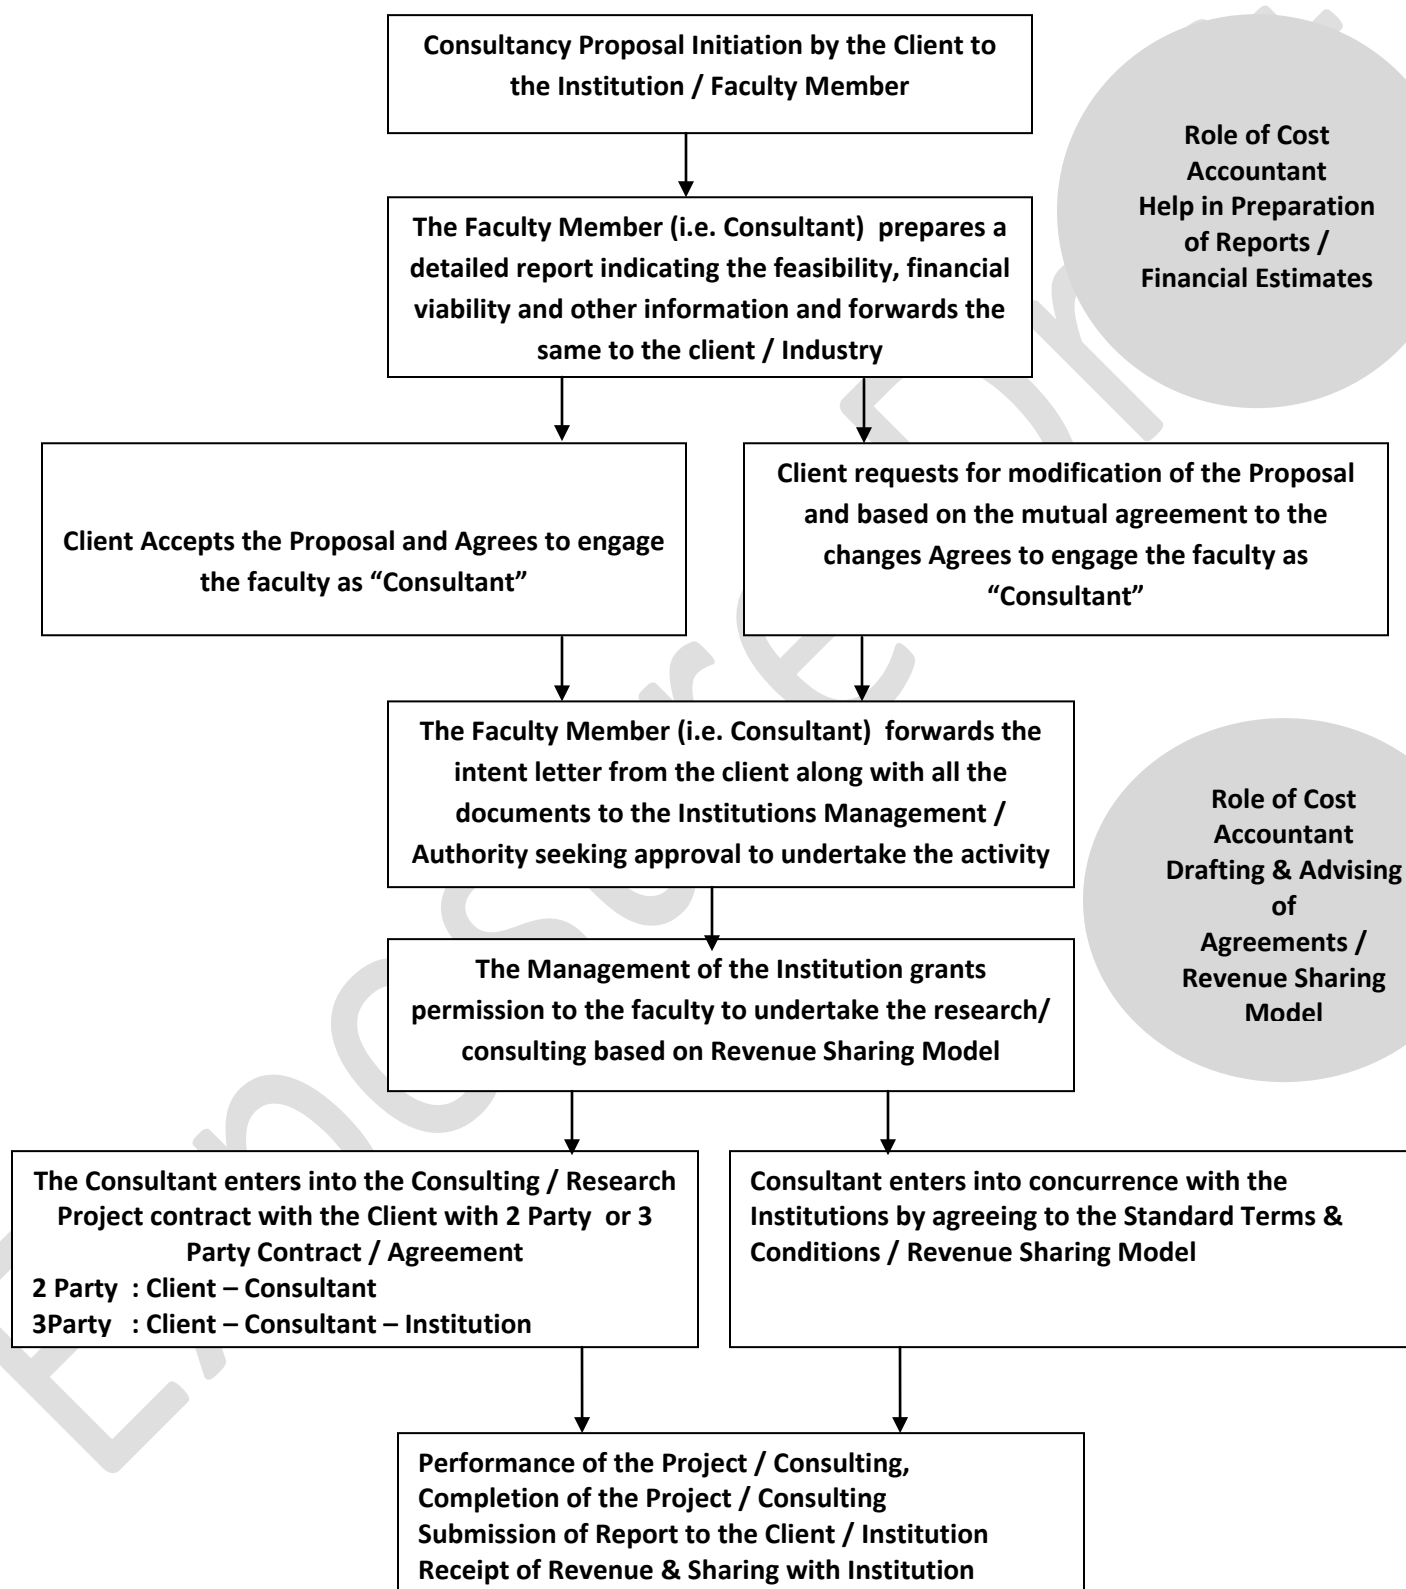 Consultancy Proposal Initiation by the Client to
the Institution / Faculty Member
Role of Cost
Accountant
Help in Preparation
of Reports /
Financial Estimates
The Faculty Member (i.e. Consultant)  prepares a
detailed report indicating the feasibility, financial
viability and other information and forwards the
same to the client / Industry
Client Accepts the Proposal and Agrees to engage
the faculty as “Consultant”
Client requests for modification of the Proposal
and based on the mutual agreement to the
changes Agrees to engage the faculty as
“Consultant”
The Faculty Member (i.e. Consultant)  forwards the
intent letter from the client along with all the
documents to the Institutions Management /
Authority seeking approval to undertake the activity
Role of Cost
Accountant
Drafting & Advising
of
Agreements /
Revenue Sharing
Model
The Management of the Institution grants
permission to the faculty to undertake the research/
consulting based on Revenue Sharing Model
The Consultant enters into the Consulting / Research
Project contract with the Client with 2 Party  or 3
Party Contract / Agreement
2 Party  : Client – Consultant
3Party   : Client – Consultant – Institution
Consultant enters into concurrence with the
Institutions by agreeing to the Standard Terms &
Conditions / Revenue Sharing Model
Performance of the Project / Consulting,
Completion of the Project / Consulting
Submission of Report to the Client / Institution
Receipt of Revenue & Sharing with Institution